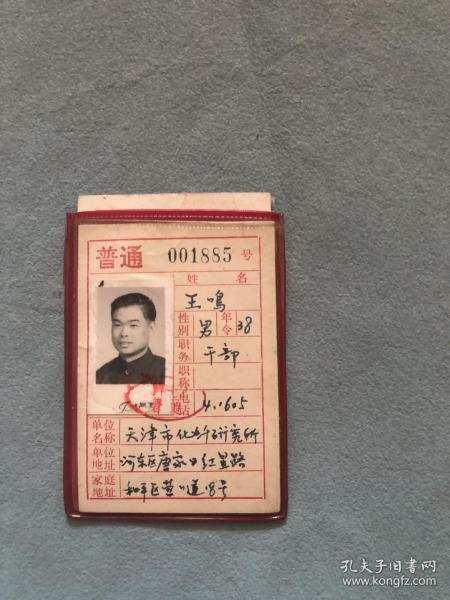 普通 001885 号
姓名
王鸣
性别 男 年令 38
职务职称 干部
电话 4.1605
单位名称 天津市化学研究所
单位地址 河东区唐家口红星路
家庭地址 和平区营口道18号
孔夫子旧书网
www.kongfz.com